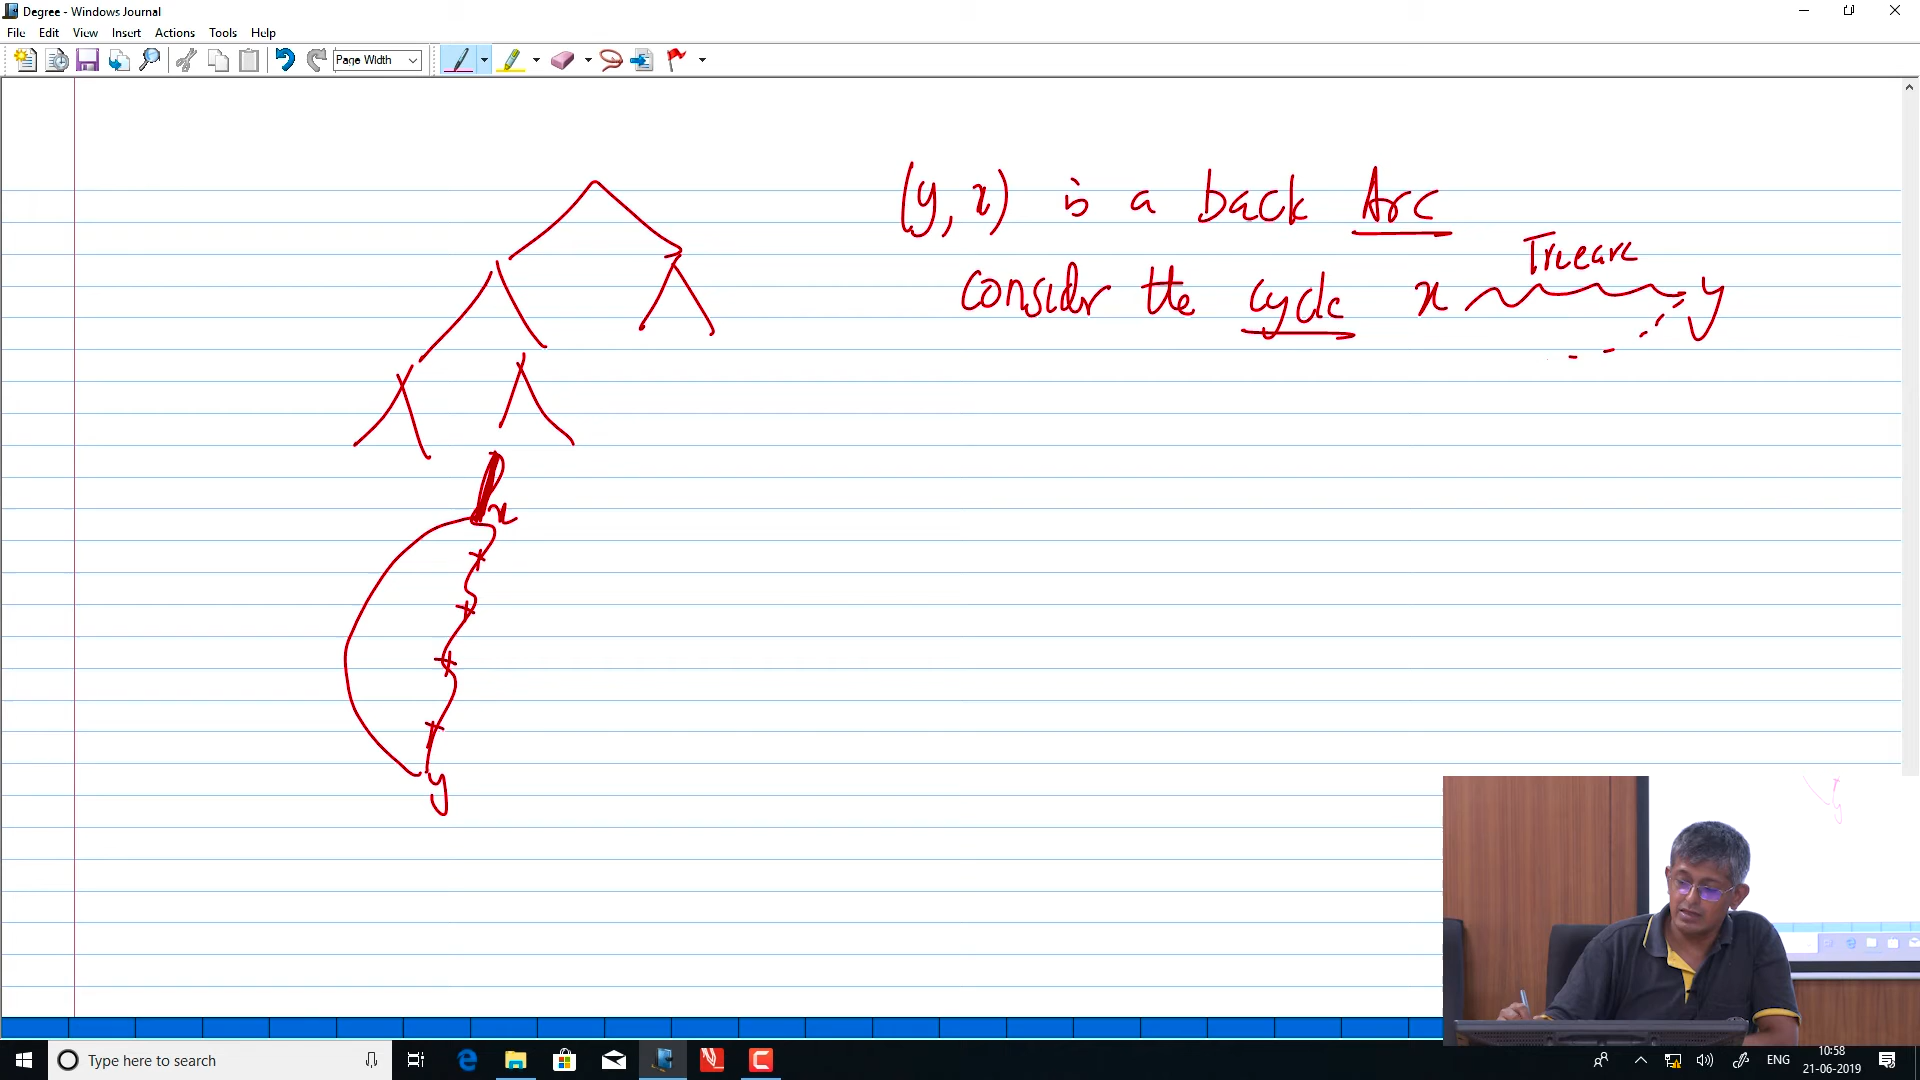 Degree - Windows Journal
File Edit View Insert Actions Tools Help
Page Width
(y, x) is a back Arc
Treearc
consider the cycle x y
x
y
Type here to search
ENG
10:58
21-06-2019